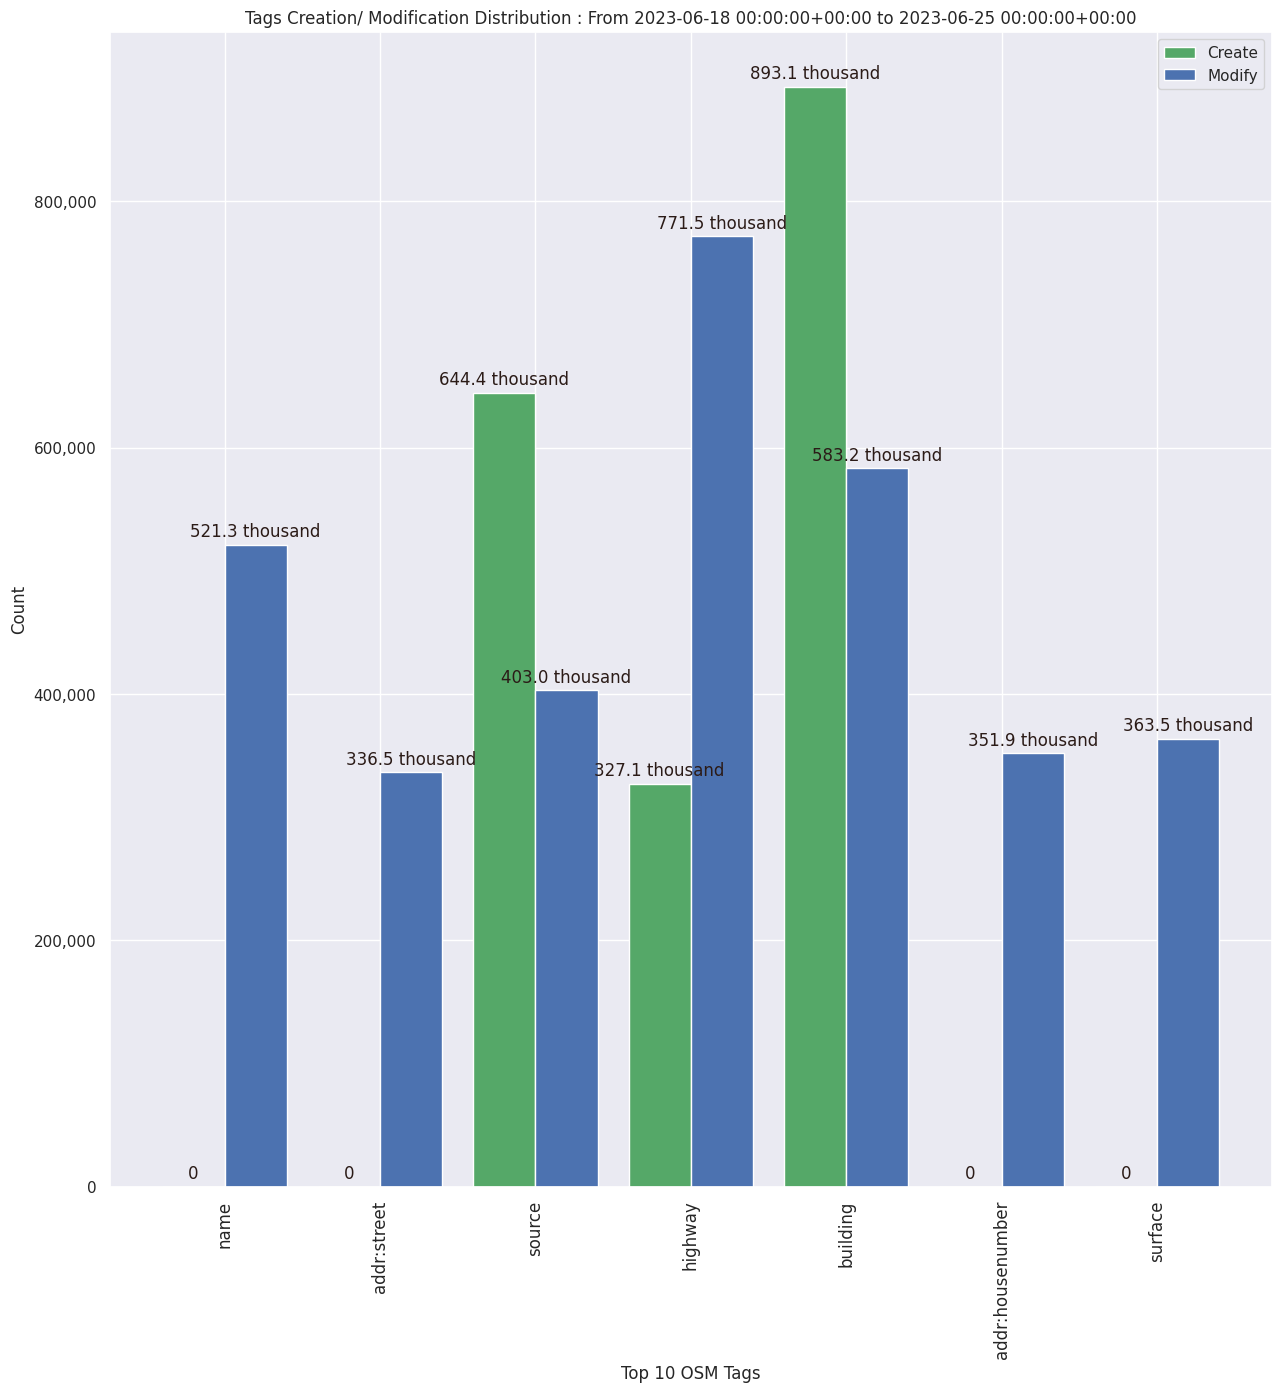 Tags Creation/ Modification Distribution : From 2023-06-18 00:00:00+00:00 to 2023-06-25 00:00:00+00:00
Create
Modify
893.1 thousand
771.5 thousand
644.4 thousand
583.2 thousand
521.3 thousand
403.0 thousand
363.5 thousand
351.9 thousand
336.5 thousand
327.1 thousand
0
0
0
0
800,000
600,000
400,000
200,000
0
Count
name
addr:street
source
highway
building
addr:housenumber
surface
Top 10 OSM Tags